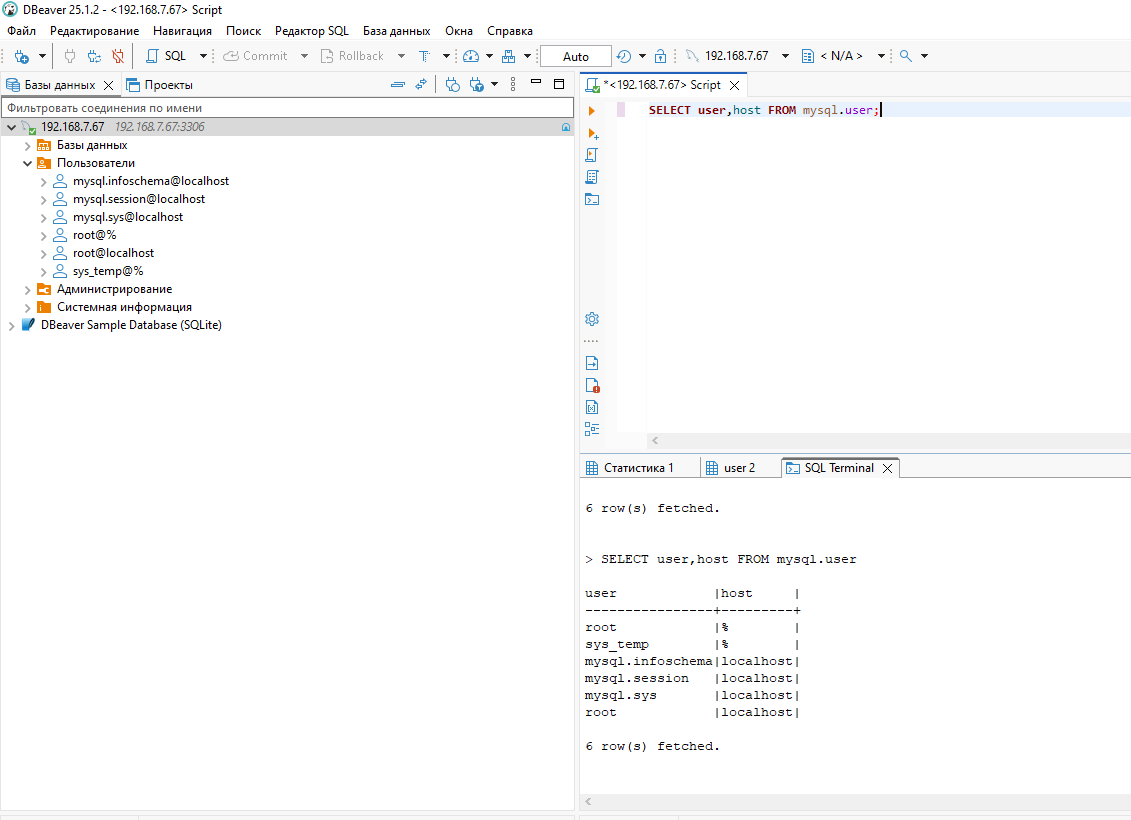 DBeaver 25.1.2 - <192.168.7.67> Script
Файл Редактирование Навигация Поиск Редактор SQL База данных Окна Справка
SQL Commit Rollback Auto 192.168.7.67 < N/A >
Базы данных Проекты
Фильтровать соединения по имени
192.168.7.67 192.168.7.67:3306
Базы данных
Пользователи
mysql.infoschema@localhost
mysql.session@localhost
mysql.sys@localhost
root@%
root@localhost
sys_temp@%
Администрирование
Системная информация
DBeaver Sample Database (SQLite)
*<192.168.7.67> Script
SELECT user,host FROM mysql.user;
Статистика 1 user 2 SQL Terminal
6 row(s) fetched.
> SELECT user,host FROM mysql.user
user            |host     |
----------------+---------+
root            |%        |
sys_temp        |%        |
mysql.infoschema|localhost|
mysql.session   |localhost|
mysql.sys       |localhost|
root            |localhost|
6 row(s) fetched.